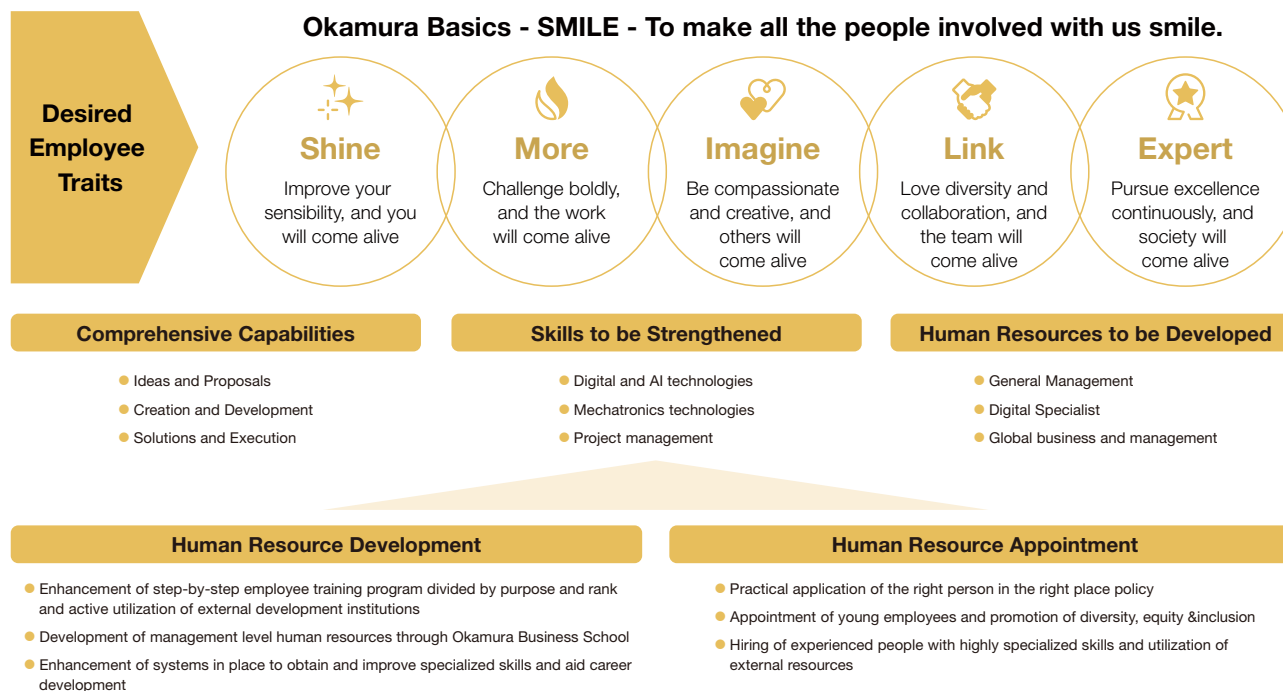 Okamura Basics - SMILE - To make all the people involved with us smile.
Desired
Employee
Traits
Shine
Improve your
sensibility, and you
will come alive
More
Challenge boldly,
and the work
will come alive
Imagine
Be compassionate
and creative, and
others will
come alive
Link
Love diversity and
collaboration, and
the team will
come alive
Expert
Pursue excellence
continuously, and
society will
come alive
Comprehensive Capabilities
Ideas and Proposals
Creation and Development
Solutions and Execution
Skills to be Strengthened
Digital and AI technologies
Mechatronics technologies
Project management
Human Resources to be Developed
General Management
Digital Specialist
Global business and management
Human Resource Development
Enhancement of step-by-step employee training program divided by purpose and rank
and active utilization of external development institutions
Development of management level human resources through Okamura Business School
Enhancement of systems in place to obtain and improve specialized skills and aid career
development
Human Resource Appointment
Practical application of the right person in the right place policy
Appointment of young employees and promotion of diversity, equity &inclusion
Hiring of experienced people with highly specialized skills and utilization of
external resources